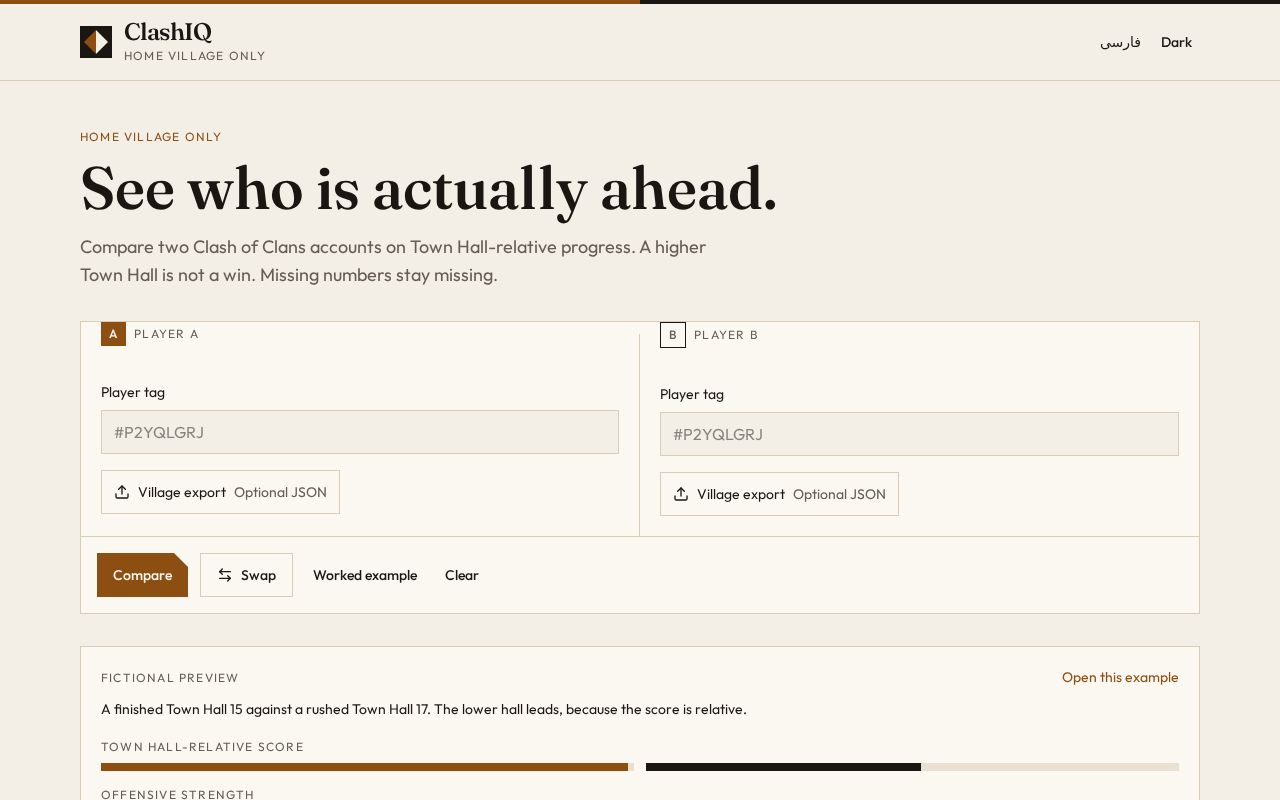 ClashIQ
HOME VILLAGE ONLY
فارسی
Dark
HOME VILLAGE ONLY
See who is actually ahead.
Compare two Clash of Clans accounts on Town Hall-relative progress. A higher
Town Hall is not a win. Missing numbers stay missing.
A PLAYER A
Player tag
#P2YQLGRJ
Village export Optional JSON
B PLAYER B
Player tag
#P2YQLGRJ
Village export Optional JSON
Compare
Swap
Worked example
Clear
FICTIONAL PREVIEW
Open this example
A finished Town Hall 15 against a rushed Town Hall 17. The lower hall leads, because the score is relative.
TOWN HALL-RELATIVE SCORE
OFFENSIVE STRENGTH